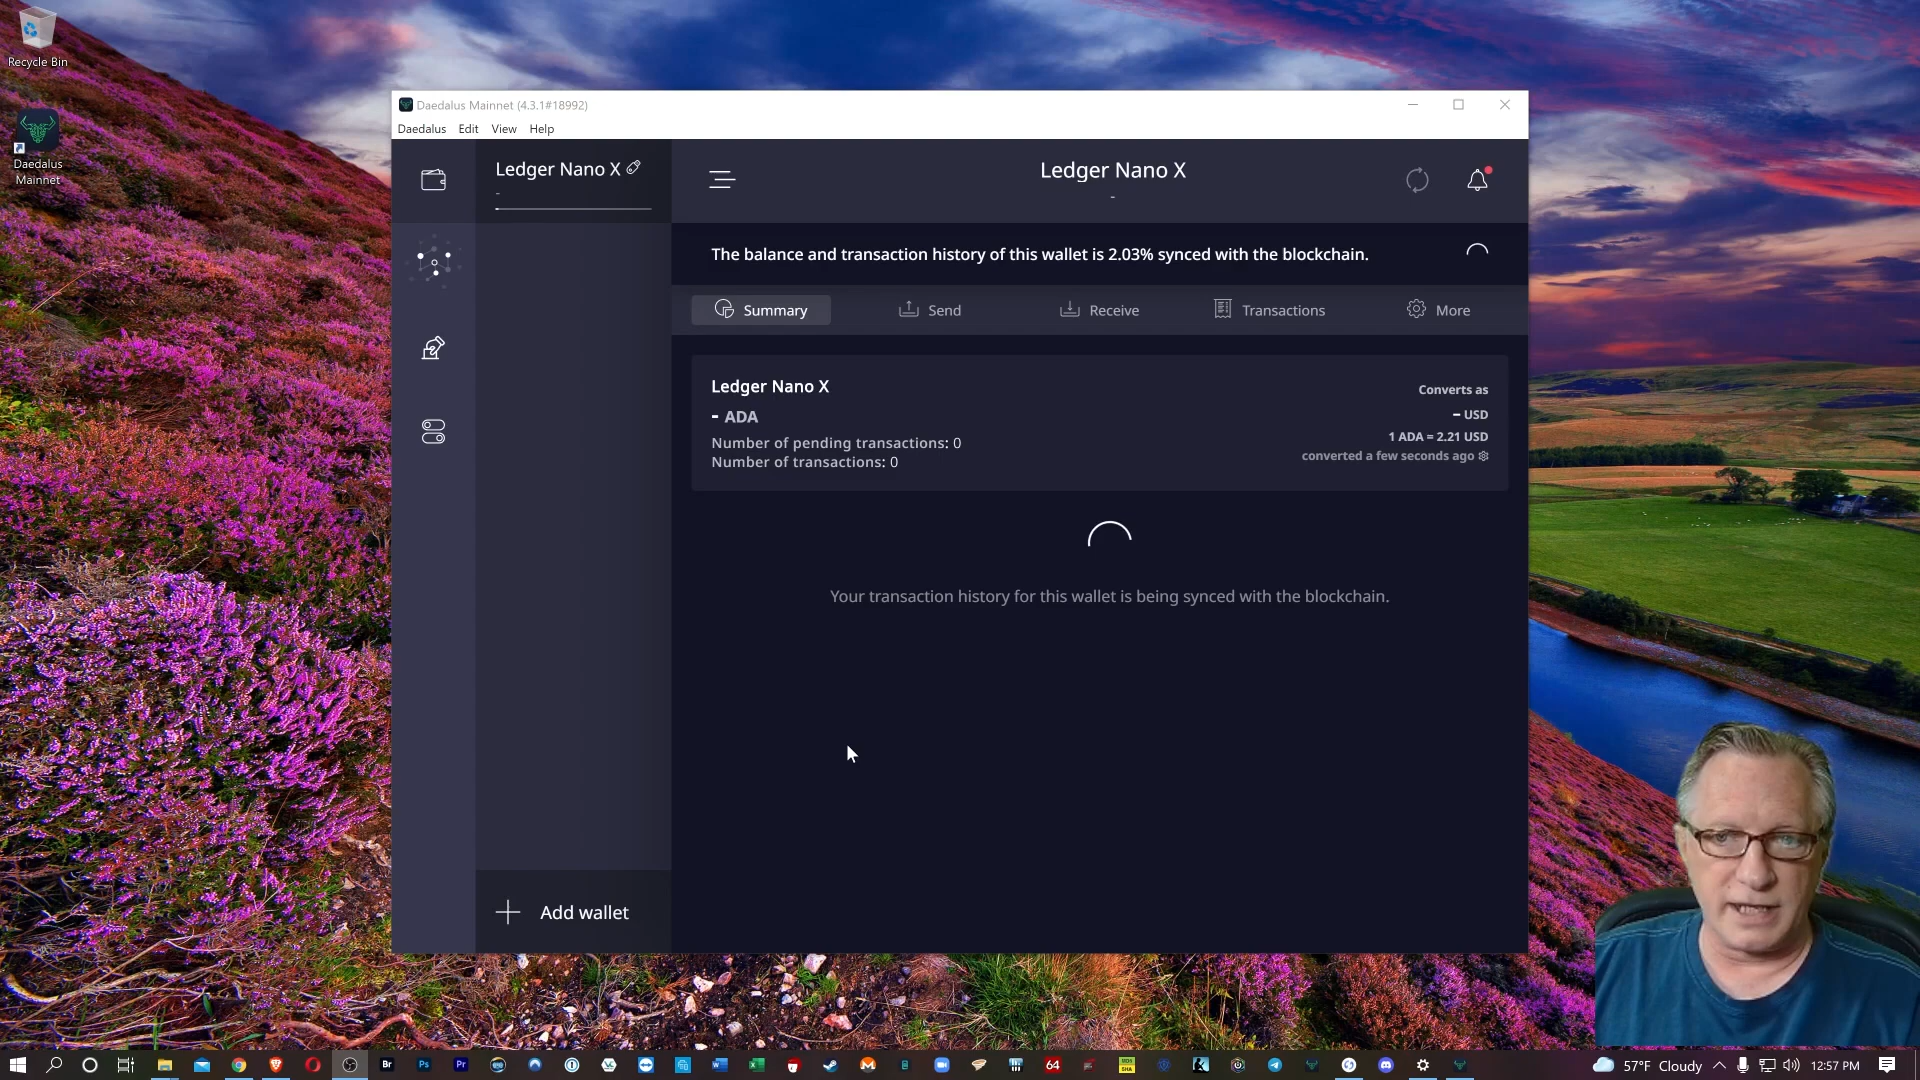 Recycle Bin
Daedalus
Mainnet
Daedalus Mainnet (4.3.1#18992)
Daedalus Edit View Help
Ledger Nano X
-
Ledger Nano X
-
The balance and transaction history of this wallet is 2.03% synced with the blockchain.
Summary Send Receive Transactions More
Ledger Nano X
- ADA
Number of pending transactions: 0
Number of transactions: 0
Converts as
– USD
1 ADA = 2.21 USD
converted a few seconds ago
Your transaction history for this wallet is being synced with the blockchain.
Add wallet
Br Ps Pr 64 57°F Cloudy 12:57 PM